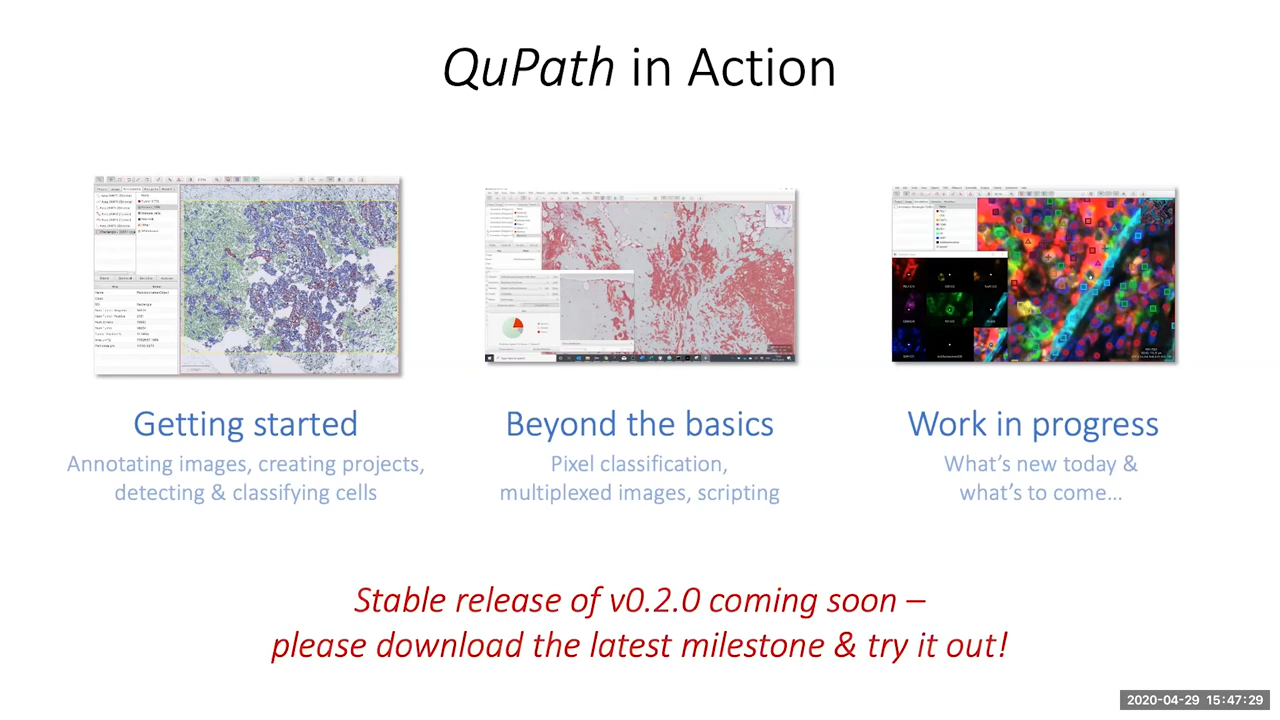 QuPath in Action
Getting started
Annotating images, creating projects,
detecting & classifying cells
Beyond the basics
Pixel classification,
multiplexed images, scripting
Work in progress
What's new today &
what's to come…
Stable release of v0.2.0 coming soon –
please download the latest milestone & try it out!
2020-04-29 15:47:29